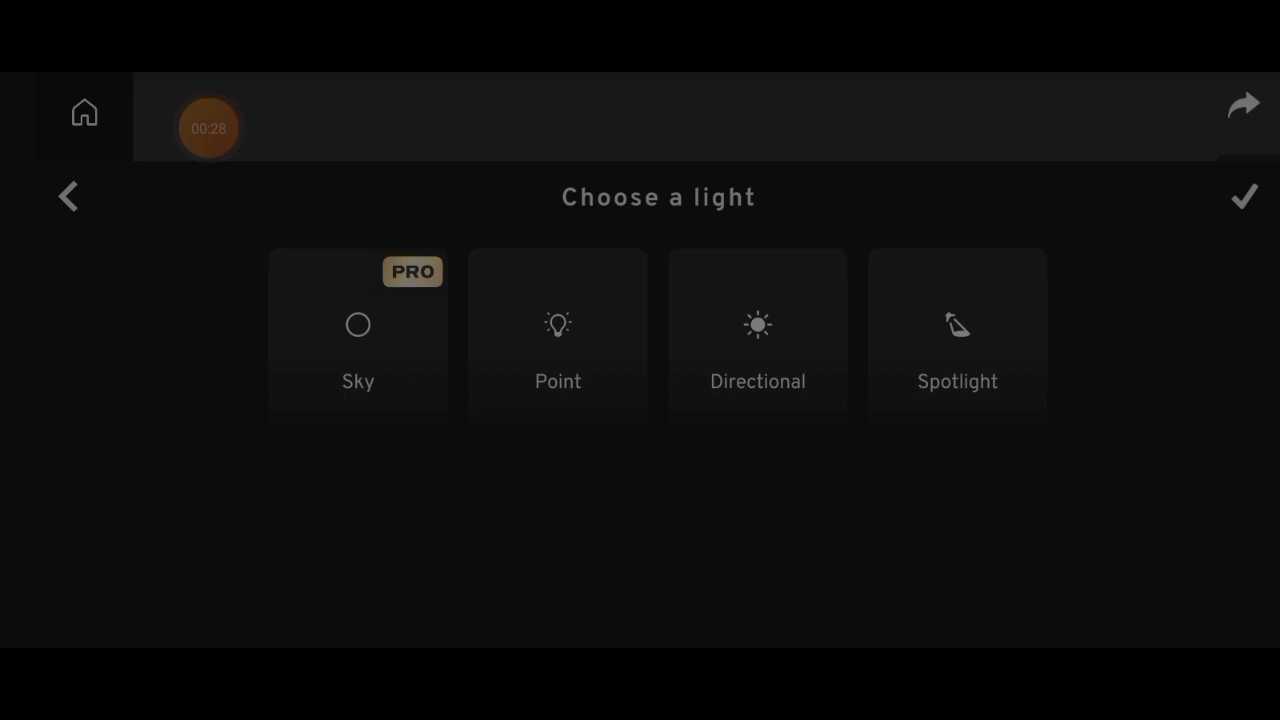 00:28
Choose a light
PRO
Sky
Point
Directional
Spotlight